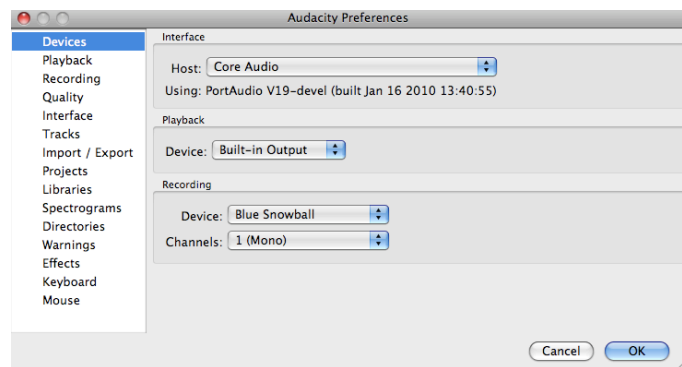 Audacity Preferences
Devices
Playback
Recording
Quality
Interface
Tracks
Import / Export
Projects
Libraries
Spectrograms
Directories
Warnings
Effects
Keyboard
Mouse
Interface
Host: Core Audio
Using: PortAudio V19-devel (built Jan 16 2010 13:40:55)
Playback
Device: Built-in Output
Recording
Device: Blue Snowball
Channels: 1 (Mono)
Cancel OK